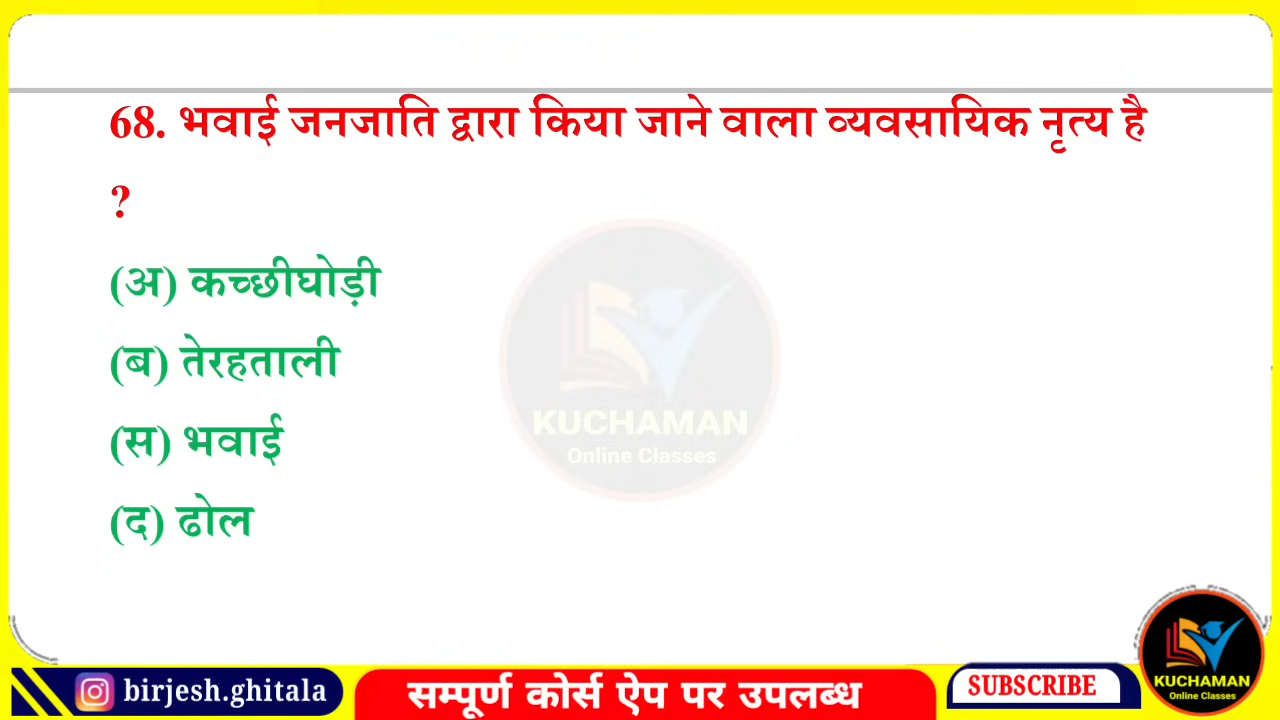 68. भवाई जनजाति द्वारा किया जाने वाला व्यवसायिक नृत्य है
?
(अ) कच्छीघोड़ी
(ब) तेरहताली
(स) भवाई
(द) ढोल
KUCHAMAN
Online Classes
birjesh.ghitala
सम्पूर्ण कोर्स ऐप पर उपलब्ध
SUBSCRIBE
KUCHAMAN
Online Classes